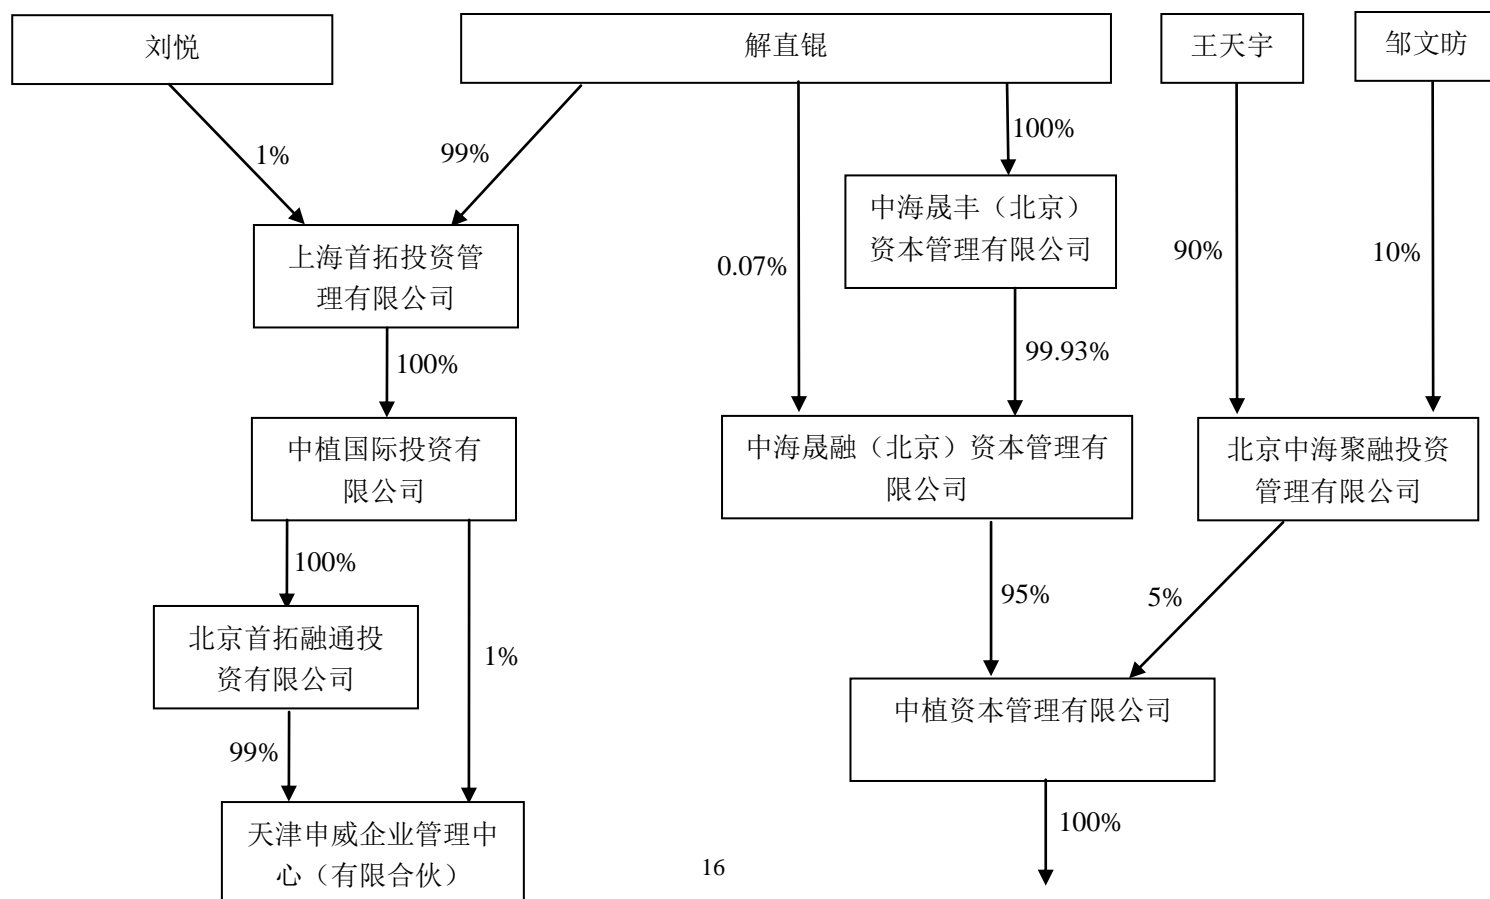 刘悦
解直锟
王天宇
邹文昉
1%
99%
100%
中海晟丰（北京）
资本管理有限公司
上海首拓投资管
理有限公司
0.07%
90%
10%
100%
99.93%
中植国际投资有
限公司
中海晟融（北京）资本管理有
限公司
北京中海聚融投资
管理有限公司
100%
95%
5%
北京首拓融通投
资有限公司
1%
中植资本管理有限公司
99%
100%
天津申威企业管理中
心（有限合伙）
16